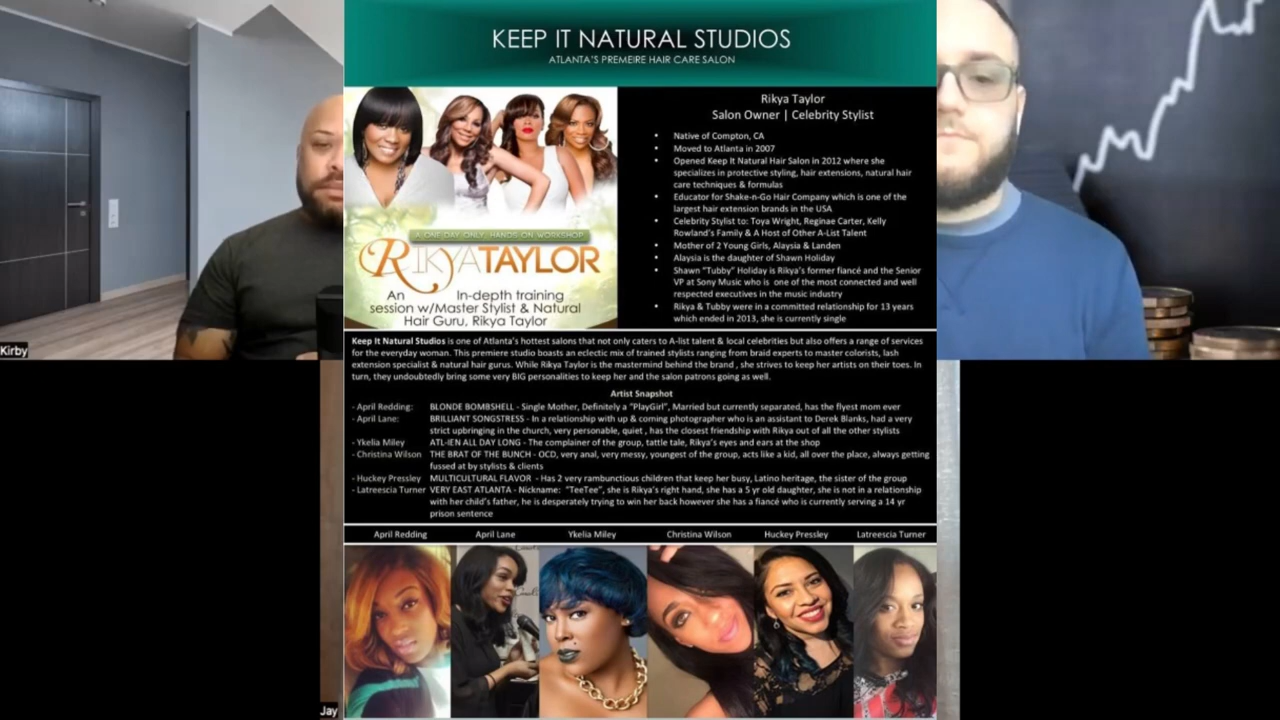 KEEP IT NATURAL STUDIOS
ATLANTA'S PREMEIRE HAIR CARE SALON
A ONE DAY ONLY, HANDS ON WORKSHOP
RIKYATAYLOR
An In-depth training
session w/Master Stylist & Natural
Hair Guru, Rikya Taylor
Rikya Taylor
Salon Owner | Celebrity Stylist
• Native of Compton, CA
• Moved to Atlanta in 2007
• Opened Keep It Natural Hair Salon in 2012 where she
specializes in protective styling, hair extensions, natural hair
care techniques & formulas
• Educator for Shake-n-Go Hair Company which is one of the
largest hair extension brands in the USA
• Celebrity Stylist to: Toya Wright, Reginae Carter, Kelly
Rowland's Family & A Host of Other A-List Talent
• Mother of 2 Young Girls, Alaysia & Landen
• Alaysia is the daughter of Shawn Holiday
• Shawn "Tubby" Holiday is Rikya's former fiancé and the Senior
VP at Sony Music who is one of the most connected and well
respected executives in the music industry
• Rikya & Tubby were in a committed relationship for 13 years
which ended in 2013, she is currently single
Kirby
Keep It Natural Studios is one of Atlanta's hottest salons that not only caters to A-list talent & local celebrities but also offers a range of services
for the everyday woman. This premiere studio boasts an eclectic mix of trained stylists ranging from braid experts to master colorists, lash
extension specialist & natural hair gurus. While Rikya Taylor is the mastermind behind the brand , she strives to keep her artists on their toes. In
turn, they undoubtedly bring some very BIG personalities to keep her and the salon patrons going as well.
Artist Snapshot
- April Redding: BLONDE BOMBSHELL - Single Mother, Definitely a "PlayGirl", Married but currently separated, has the flyest mom ever
- April Lane: BRILLIANT SONGSTRESS - In a relationship with up & coming photographer who is an assistant to Derek Blanks, had a very
strict upbringing in the church, very personable, quiet , has the closest friendship with Rikya out of all the other stylists
- Ykelia Miley ATL-IEN ALL DAY LONG - The complainer of the group, tattle tale, Rikya's eyes and ears at the shop
- Christina Wilson THE BRAT OF THE BUNCH - OCD, very anal, very messy, youngest of the group, acts like a kid, all over the place, always getting
fussed at by stylists & clients
- Huckey Pressley MULTICULTURAL FLAVOR - Has 2 very rambunctious children that keep her busy, Latino heritage, the sister of the group
- Latreescia Turner VERY EAST ATLANTA - Nickname: "TeeTee", she is Rikya's right hand, she has a 5 yr old daughter, she is not in a relationship
with her child's father, he is desperately trying to win her back however she has a fiancé who is currently serving a 14 yr
prison sentence
April Redding April Lane Ykelia Miley Christina Wilson Huckey Pressley Latreescia Turner
Jay